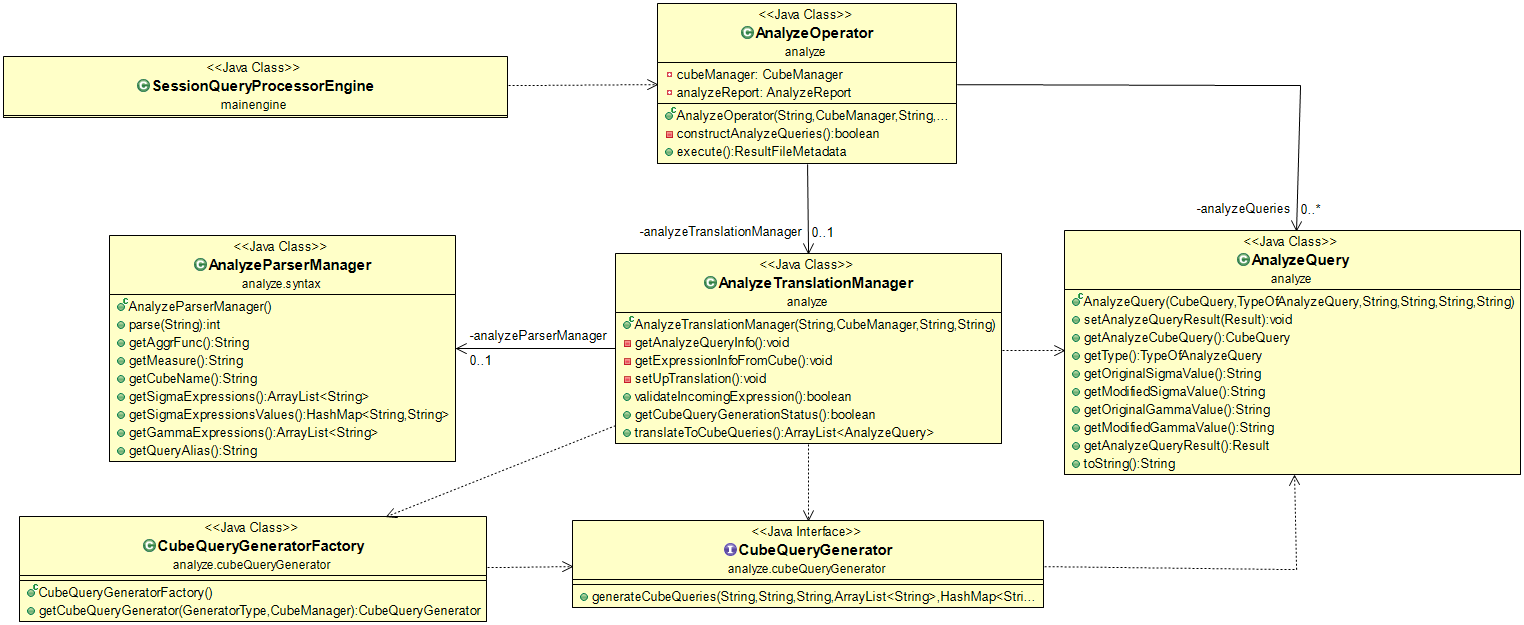 <<Java Class>>
AnalyzeOperator
analyze
cubeManager: CubeManager
analyzeReport: AnalyzeReport
AnalyzeOperator(String,CubeManager,String,...
constructAnalyzeQueries():boolean
execute():ResultFileMetadata
<<Java Class>>
SessionQueryProcessorEngine
mainengine
-analyzeQueries 0..*
-analyzeTranslationManager 0..1
<<Java Class>>
AnalyzeParserManager
analyze.syntax
AnalyzeParserManager()
parse(String):int
getAggrFunc():String
getMeasure():String
getCubeName():String
getSigmaExpressions():ArrayList<String>
getSigmaExpressionsValues():HashMap<String,String>
getGammaExpressions():ArrayList<String>
getQueryAlias():String
-analyzeParserManager
0..1
<<Java Class>>
AnalyzeTranslationManager
analyze
AnalyzeTranslationManager(String,CubeManager,String,String)
getAnalyzeQueryInfo():void
getExpressionInfoFromCube():void
setUpTranslation():void
validateIncomingExpression():boolean
getCubeQueryGenerationStatus():boolean
translateToCubeQueries():ArrayList<AnalyzeQuery>
<<Java Class>>
AnalyzeQuery
analyze
AnalyzeQuery(CubeQuery,TypeOfAnalyzeQuery,String,String,String,String)
setAnalyzeQueryResult(Result):void
getAnalyzeCubeQuery():CubeQuery
getType():TypeOfAnalyzeQuery
getOriginalSigmaValue():String
getModifiedSigmaValue():String
getOriginalGammaValue():String
getModifiedGammaValue():String
getAnalyzeQueryResult():Result
toString():String
<<Java Class>>
CubeQueryGeneratorFactory
analyze.cubeQueryGenerator
CubeQueryGeneratorFactory()
getCubeQueryGenerator(GeneratorType,CubeManager):CubeQueryGenerator
<<Java Interface>>
CubeQueryGenerator
analyze.cubeQueryGenerator
generateCubeQueries(String,String,String,ArrayList<String>,HashMap<Stri...